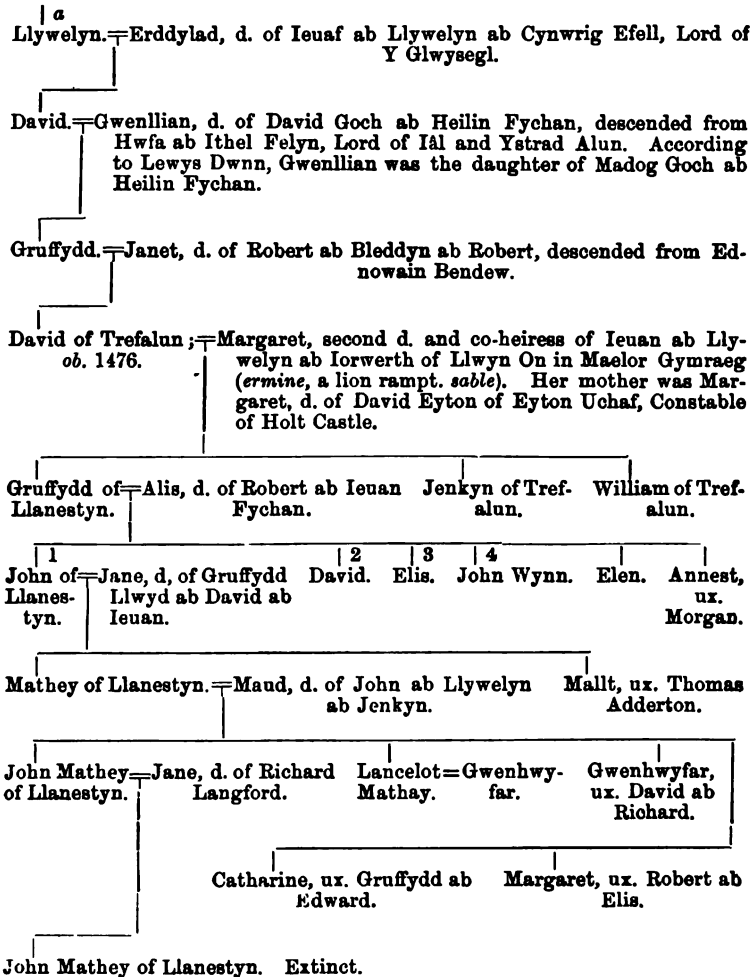 a
Llywelyn.=Erddylad, d. of Ieuaf ab Llywelyn ab Cynwrig Efell, Lord of
Y Glwysegl.
David.=Gwenllian, d. of David Goch ab Heilin Fychan, descended from
Hwfa ab Ithel Felyn, Lord of Iâl and Ystrad Alun. According
to Lewys Dwnn, Gwenllian was the daughter of Madog Goch ab
Heilin Fychan.
Gruffydd.=Janet, d. of Robert ab Bleddyn ab Robert, descended from Ed-
nowain Bendew.
David of Trefalun;=Margaret, second d. and co-heiress of Ieuan ab Lly-
ob. 1476. welyn ab Iorwerth of Llwyn On in Maelor Gymraeg
(ermine, a lion rampt. sable). Her mother was Mar-
garet, d. of David Eyton of Eyton Uchaf, Constable
of Holt Castle.
Gruffydd of=Alis, d. of Robert ab Ieuan Jenkyn of Tref- William of Tref-
Llanestyn. Fychan. alun. alun.
1 2 3 4
John of=Jane, d, of Gruffydd David. Elis. John Wynn. Elen. Annest,
Llanes- Llwyd ab David ab ux.
tyn. Ieuan. Morgan.
Mathey of Llanestyn.=Maud, d. of John ab Llywelyn Mallt, ux. Thomas
ab Jenkyn. Adderton.
John Mathey=Jane, d. of Richard Lancelot=Gwenhwy- Gwenhwyfar,
of Llanestyn. Langford. Mathay. far. ux. David ab
Richard.
Catharine, ux. Gruffydd ab Margaret, ux. Robert ab
Edward. Elis.
John Mathey of Llanestyn. Extinct.